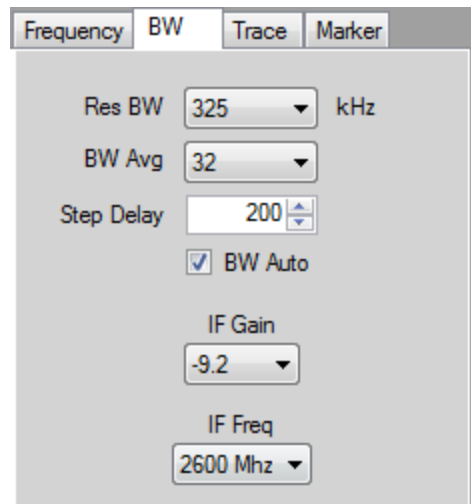 Frequency BW Trace Marker
Res BW 325 kHz
BW Avg 32
Step Delay 200
BW Auto
IF Gain
-9.2
IF Freq
2600 Mhz